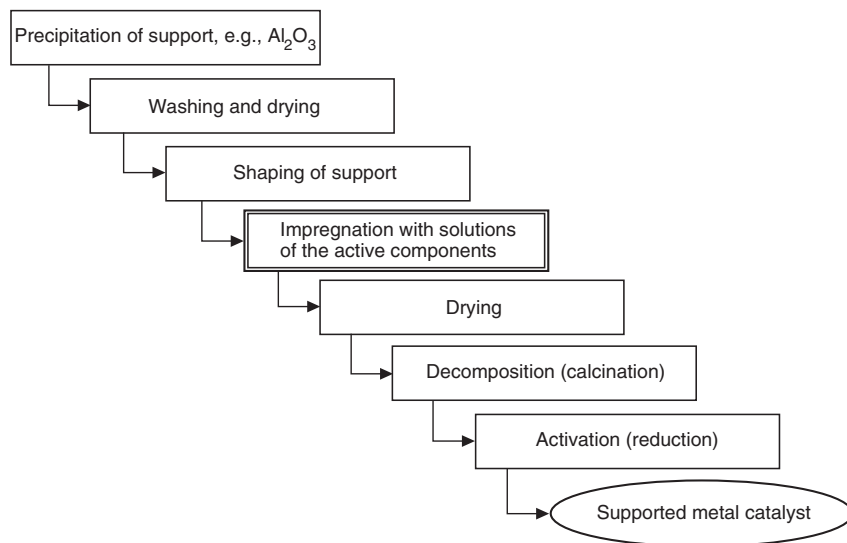 Precipitation of support, e.g., Al₂O₃
Washing and drying
Shaping of support
Impregnation with solutions
of the active components
Drying
Decomposition (calcination)
Activation (reduction)
Supported metal catalyst